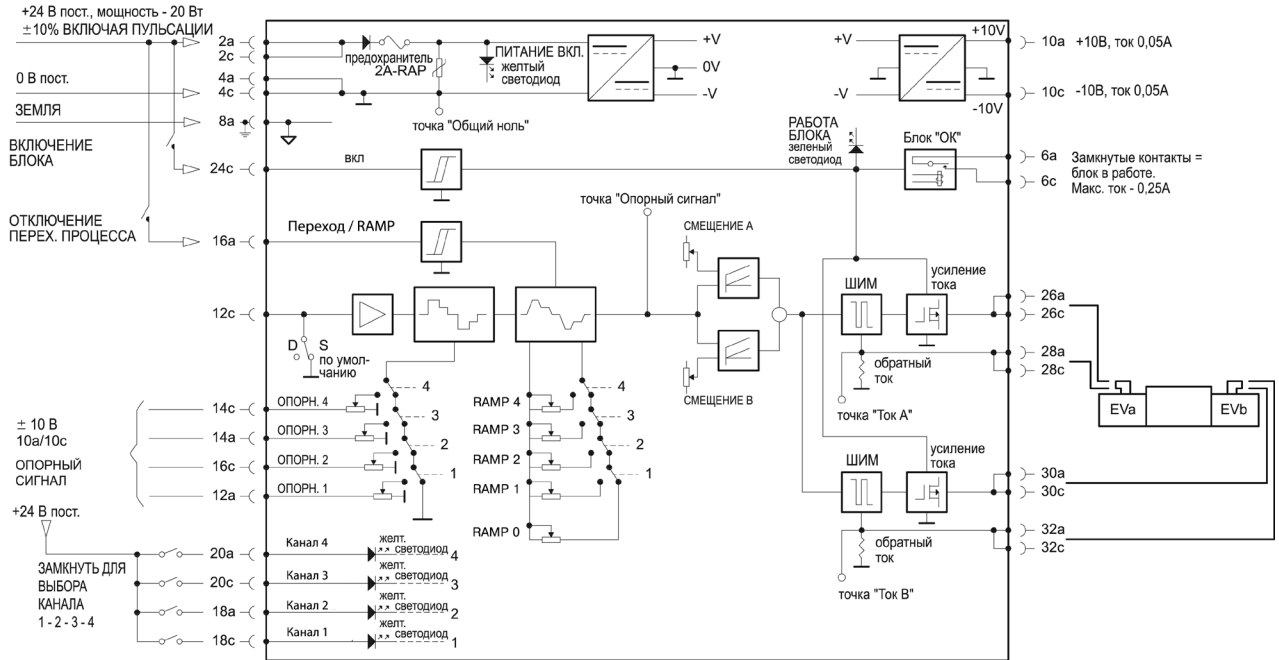 +24 В пост., мощность - 20 Вт
±10% ВКЛЮЧАЯ ПУЛЬСАЦИИ
2a
2c
0 В пост.
4a
4c
ЗЕМЛЯ
8a
ВКЛЮЧЕНИЕ
БЛОКА
24c
ОТКЛЮЧЕНИЕ
ПЕРЕХ. ПРОЦЕССА
16a
12c
14c
14a
16c
12a
± 10 В
10a/10c
ОПОРНЫЙ
СИГНАЛ
+24 В пост.
ЗАМКНУТЬ ДЛЯ
ВЫБОРА
КАНАЛА
1 - 2 - 3 - 4
20a
20c
18a
18c
предохранитель
2A-RAP
ПИТАНИЕ ВКЛ.
желтый
светодиод
точка "Общий ноль"
+V
0V
-V
+V
-V
+10V
-10V
10a
+10В, ток 0,05А
10c
-10В, ток 0,05А
вкл
РАБОТА
БЛОКА
зеленый
светодиод
Блок "ОК"
6a
6c
Замкнутые контакты =
блок в работе.
Макс. ток - 0,25А
Переход / RAMP
точка "Опорный сигнал"
СМЕЩЕНИЕ А
СМЕЩЕНИЕ В
ШИМ
усиление
тока
26a
26c
28a
28c
обратный
ток
точка "Ток А"
EVa
EVb
D
S
по умол-
чанию
ОПОРН. 4
ОПОРН. 3
ОПОРН. 2
ОПОРН. 1
4
3
2
1
RAMP 4
RAMP 3
RAMP 2
RAMP 1
RAMP 0
4
3
2
1
ШИМ
усиление
тока
30a
30c
32a
32c
обратный
ток
точка "Ток В"
Канал 4
желт.
светодиод
4
Канал 3
желт.
светодиод
3
Канал 2
желт.
светодиод
2
Канал 1
желт.
светодиод
1